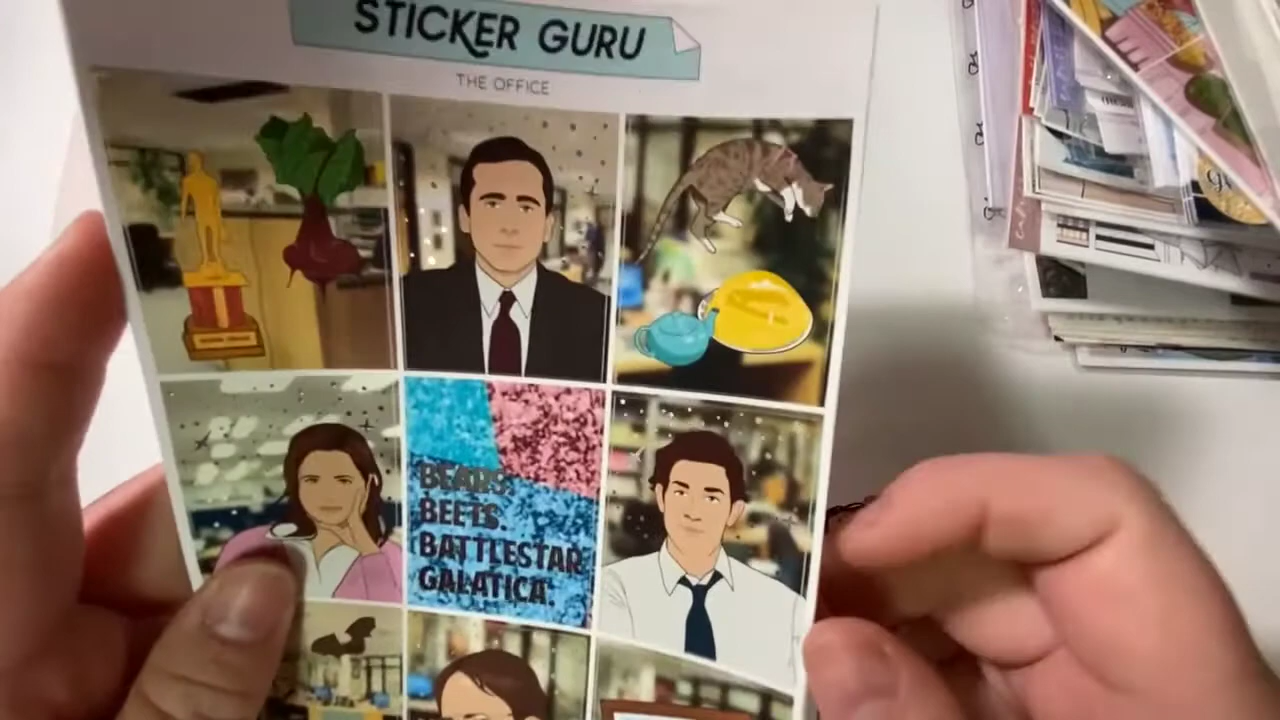 STICKER GURU
THE OFFICE
BEARS.
BEETS.
BATTLESTAR
GALATICA.